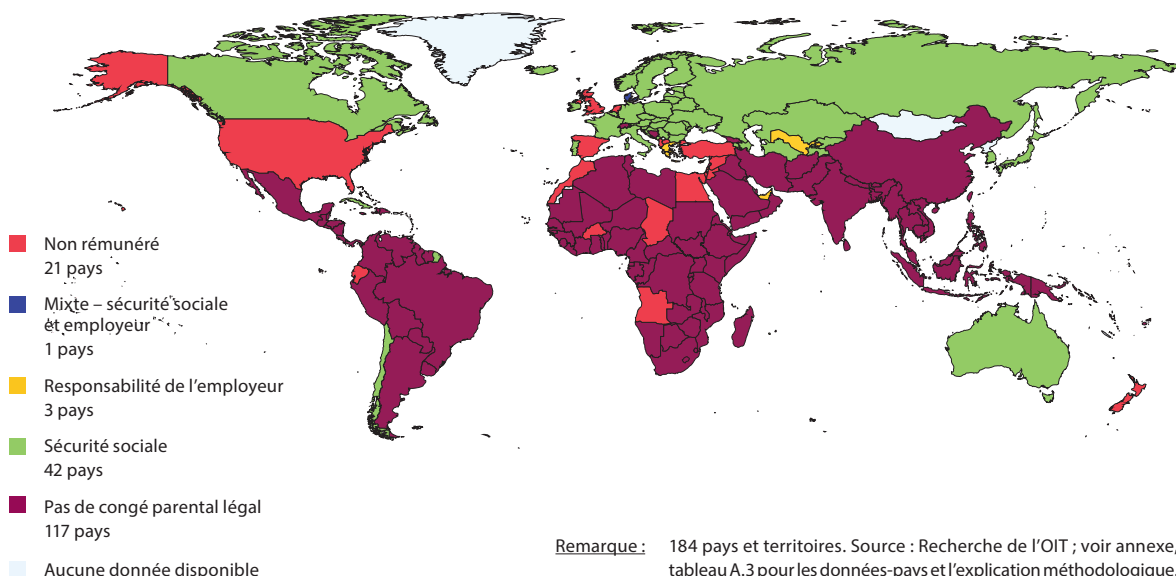 Non rémunéré
21 pays
Mixte – sécurité sociale
et employeur
1 pays
Responsabilité de l’employeur
3 pays
Sécurité sociale
42 pays
Pas de congé parental légal
117 pays
Aucune donnée disponible
Remarque : 184 pays et territoires. Source : Recherche de l’OIT ; voir annexe,
tableau A.3 pour les données-pays et l’explication méthodologique.